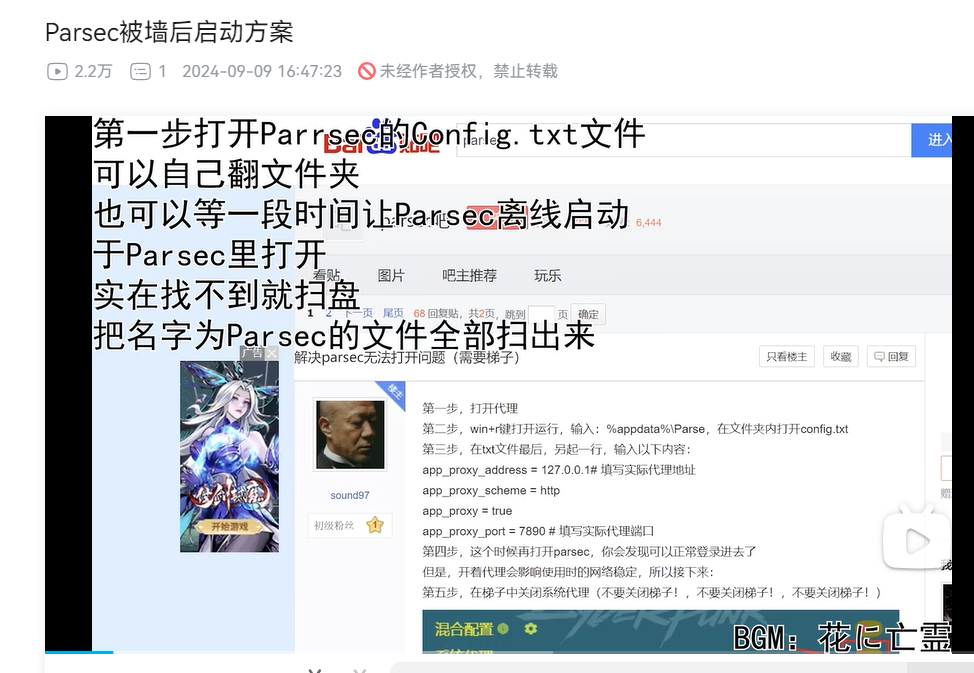 Parsec被墙后启动方案
2.2万 1 2024-09-09 16:47:23 未经作者授权，禁止转载
第一步打开Parrsec的Config.txt文件
进入
可以自己翻文件夹
也可以等一段时间让Parsec离线启动
6,444
于Parsec里打开
看贴 图片 吧主推荐 玩乐
实在找不到就扫盘
1 2 下一页 尾页 68回复贴，共2页，跳到 页 确定
把名字为Parsec的文件全部扫出来
广告
解决parsec无法打开问题（需要梯子）
只看楼主 收藏 回复
楼主
第一步，打开代理
第二步，win+r键打开运行，输入：%appdata%\Parse，在文件夹内打开config.txt
第三步，在txt文件最后，另起一行，输入以下内容：
app_proxy_address = 127.0.0.1# 填写实际代理地址
app_proxy_scheme = http
app_proxy = true
app_proxy_port = 7890 # 填写实际代理端口
第四步，这个时候再打开parsec，你会发现可以正常登录进去了
但是，开着代理会影响使用时的网络稳定，所以接下来：
第五步，在梯子中关闭系统代理（不要关闭梯子！，不要关闭梯子！，不要关闭梯子！）
sound97
初级粉丝 1
开始游戏
混合配置
系统代理
BGM：花に亡霊